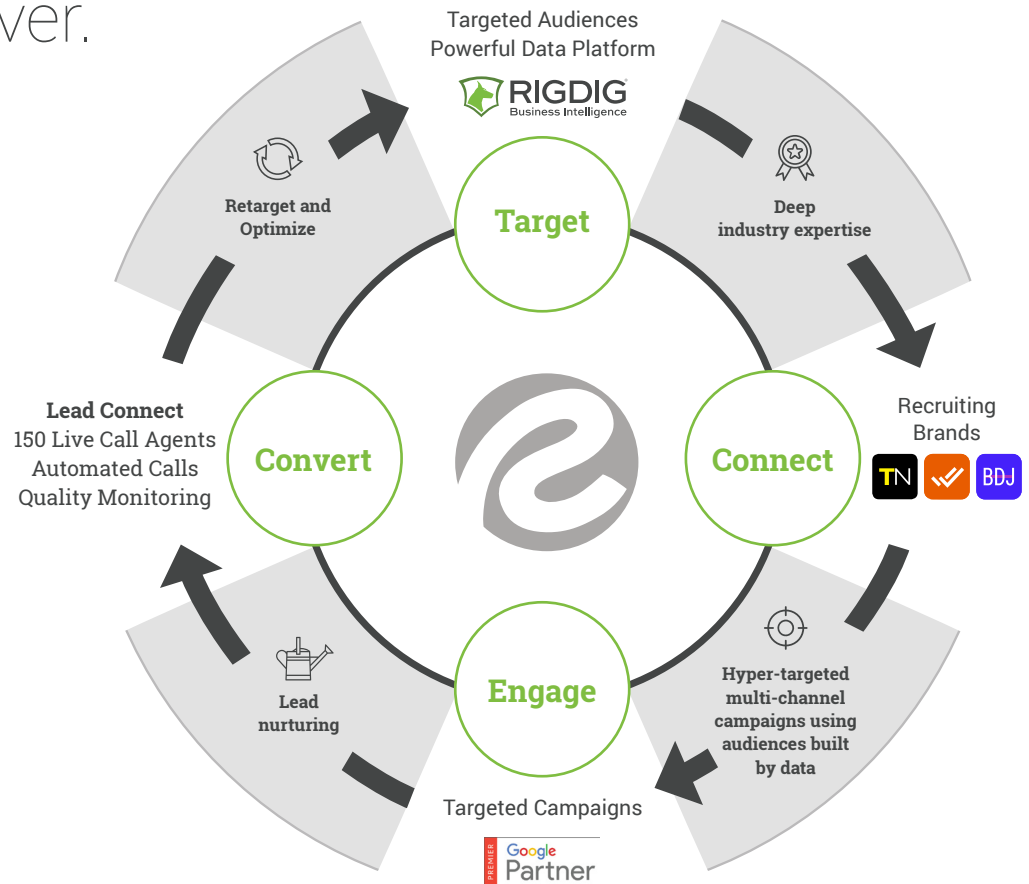 ver.
Targeted Audiences
Powerful Data Platform
RIGDIG
Business Intelligence
Target
Retarget and
Optimize
Deep
industry expertise
Lead Connect
150 Live Call Agents
Automated Calls
Quality Monitoring
Convert
Connect
Recruiting
Brands
TN
BDJ
Engage
Lead
nurturing
Hyper-targeted
multi-channel
campaigns using
audiences built
by data
Targeted Campaigns
PREMIER
Google
Partner